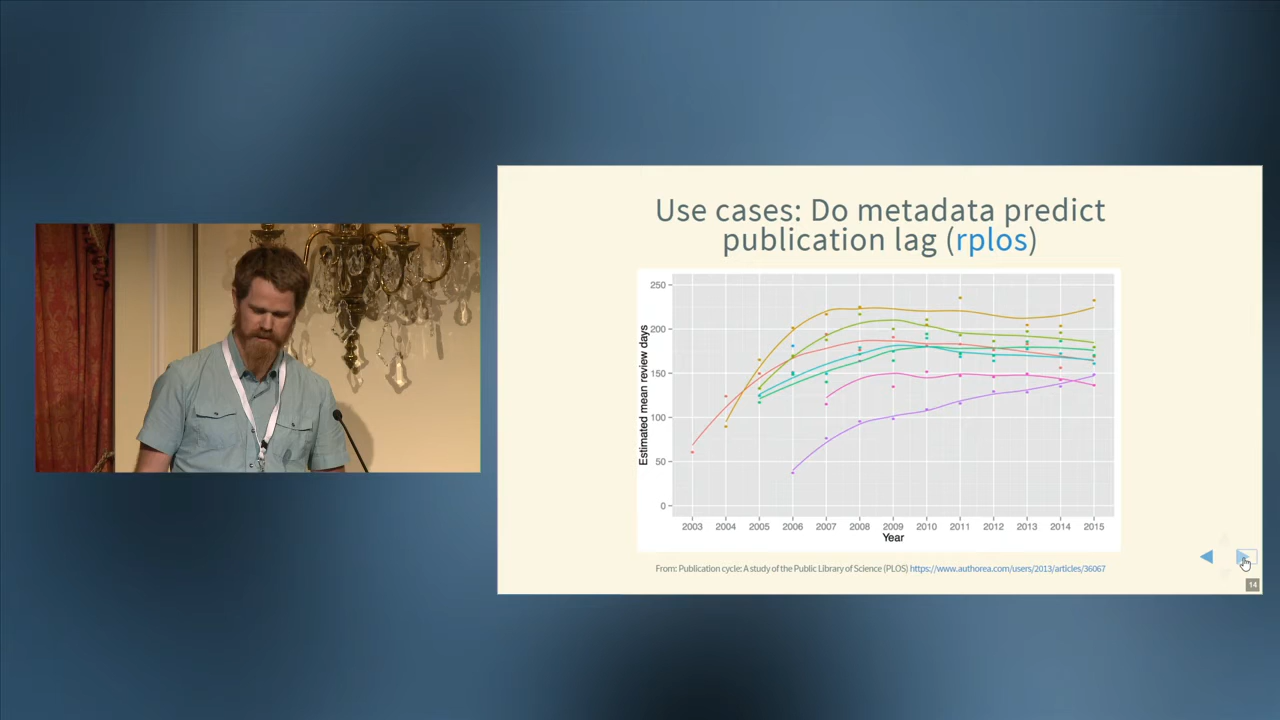 Use cases: Do metadata predict
publication lag (rplos)
250
200
150
100
50
0
Estimated mean review days
2003 2004 2005 2006 2007 2008 2009 2010 2011 2012 2013 2014 2015
Year
From: Publication cycle: A study of the Public Library of Science (PLOS) https://www.authorea.com/users/2013/articles/36067
14